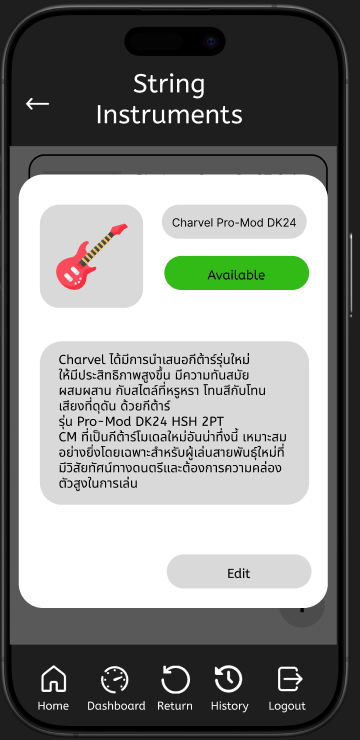 String
Instruments
Charvel Pro-Mod DK24
Available
Charvel ได้มีการนำเสนอกีต้าร์รุ่นใหม่
ให้มีประสิทธิภาพสูงขึ้น มีความทันสมัย
ผสมผสาน กับสไตล์ที่หรูหรา โทนสีกับโทน
เสียงที่ดุดัน ด้วยกีต้าร์
รุ่น Pro-Mod DK24 HSH 2PT
CM ที่เป็นกีต้าร์โมเดลใหม่อันน่าทึ่งนี้ เหมาะสม
อย่างยิ่งโดยเฉพาะสำหรับผู้เล่นสายพันธุ์ใหม่ที่
มีวิสัยทัศน์ทางดนตรีและต้องการความคล่อง
ตัวสูงในการเล่น
Edit
Home Dashboard Return History Logout